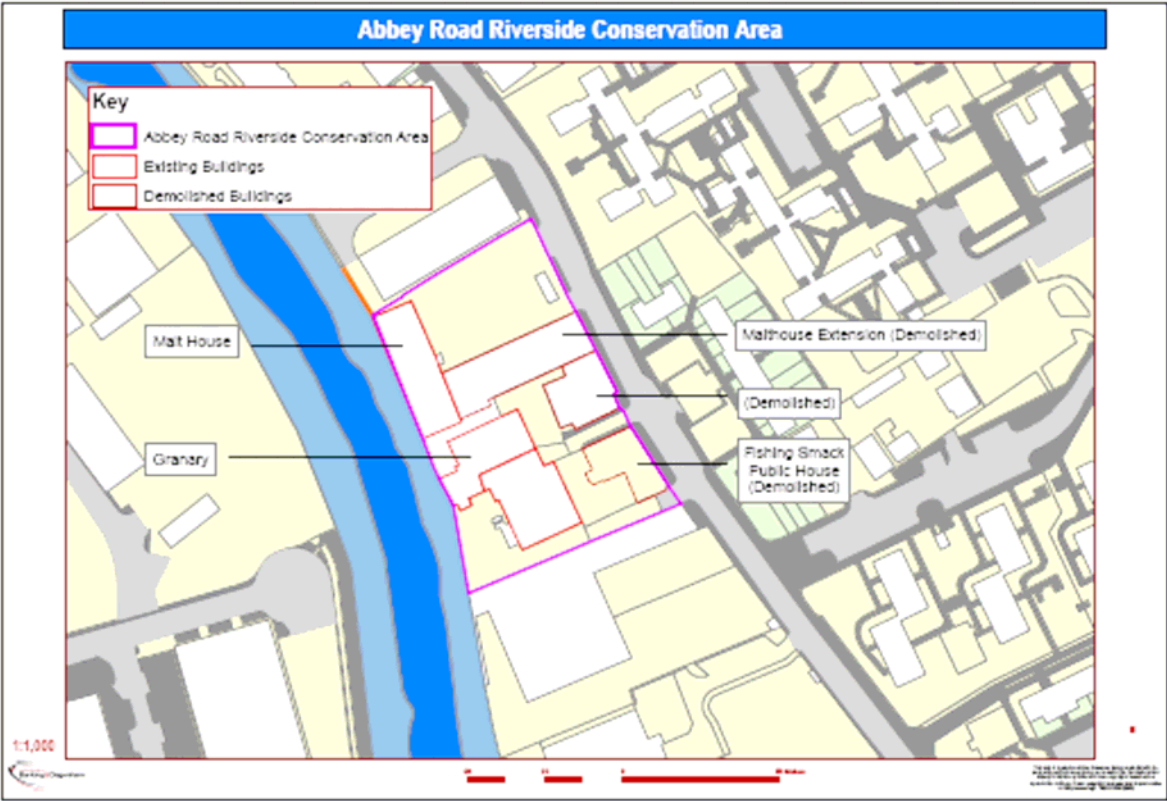 Abbey Road Riverside Conservation Area
Key
Abbey Road Riverside Conservation Area
Existing Buildings
Demolished Buildings
Malt House
Malthouse Extension (Demolished)
(Demolished)
Granary
Fishing Smack
Public House
(Demolished)
1:1,000